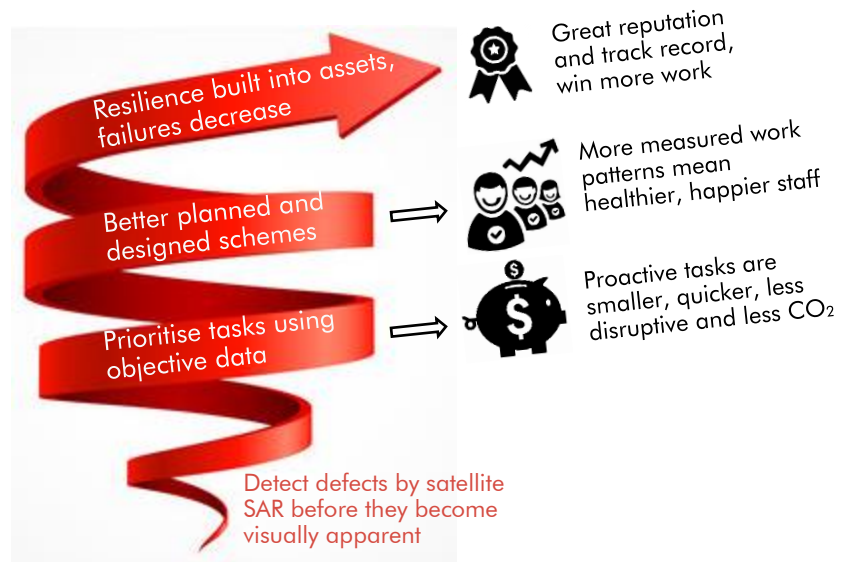 Resilience built into assets,
failures decrease
Great reputation
and track record,
win more work
Better planned and
designed schemes
More measured work
patterns mean
healthier, happier staff
Prioritise tasks using
objective data
$
$
Proactive tasks are
smaller, quicker, less
disruptive and less CO₂
Detect defects by satellite
SAR before they become
visually apparent